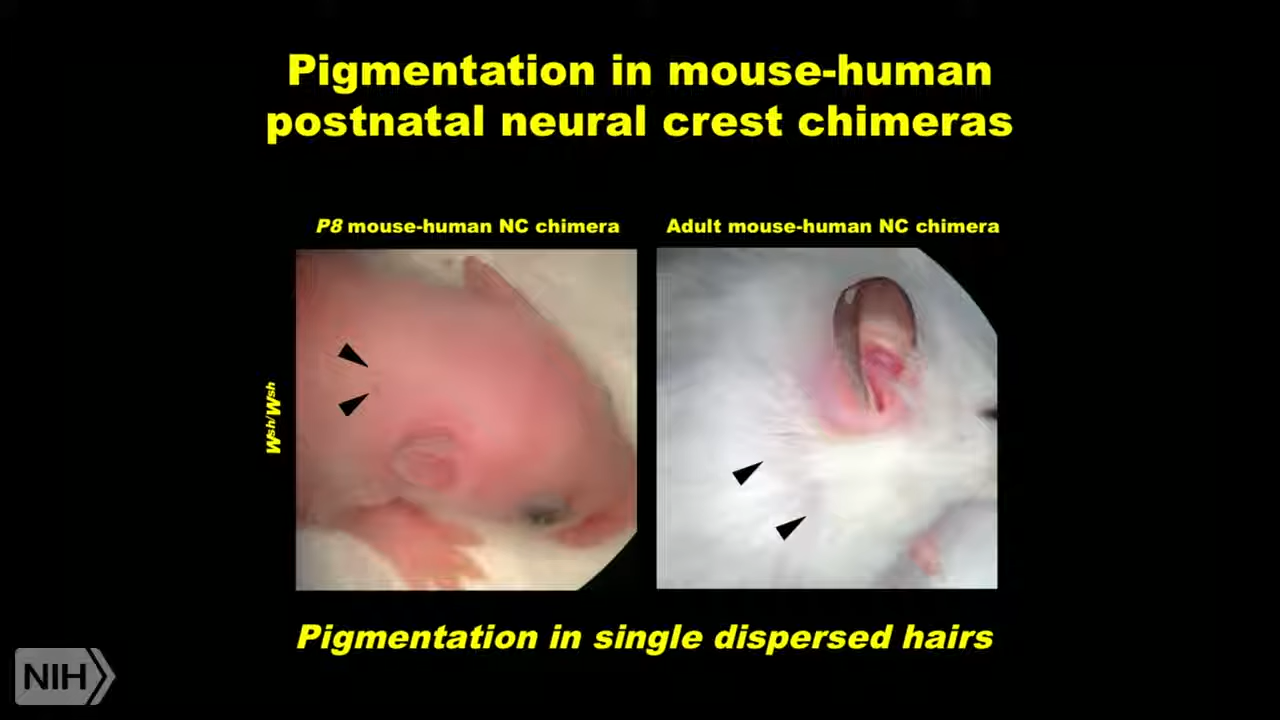 Pigmentation in mouse-human
postnatal neural crest chimeras
P8 mouse-human NC chimera
Adult mouse-human NC chimera
Wsh/Wsh
Pigmentation in single dispersed hairs
NIH